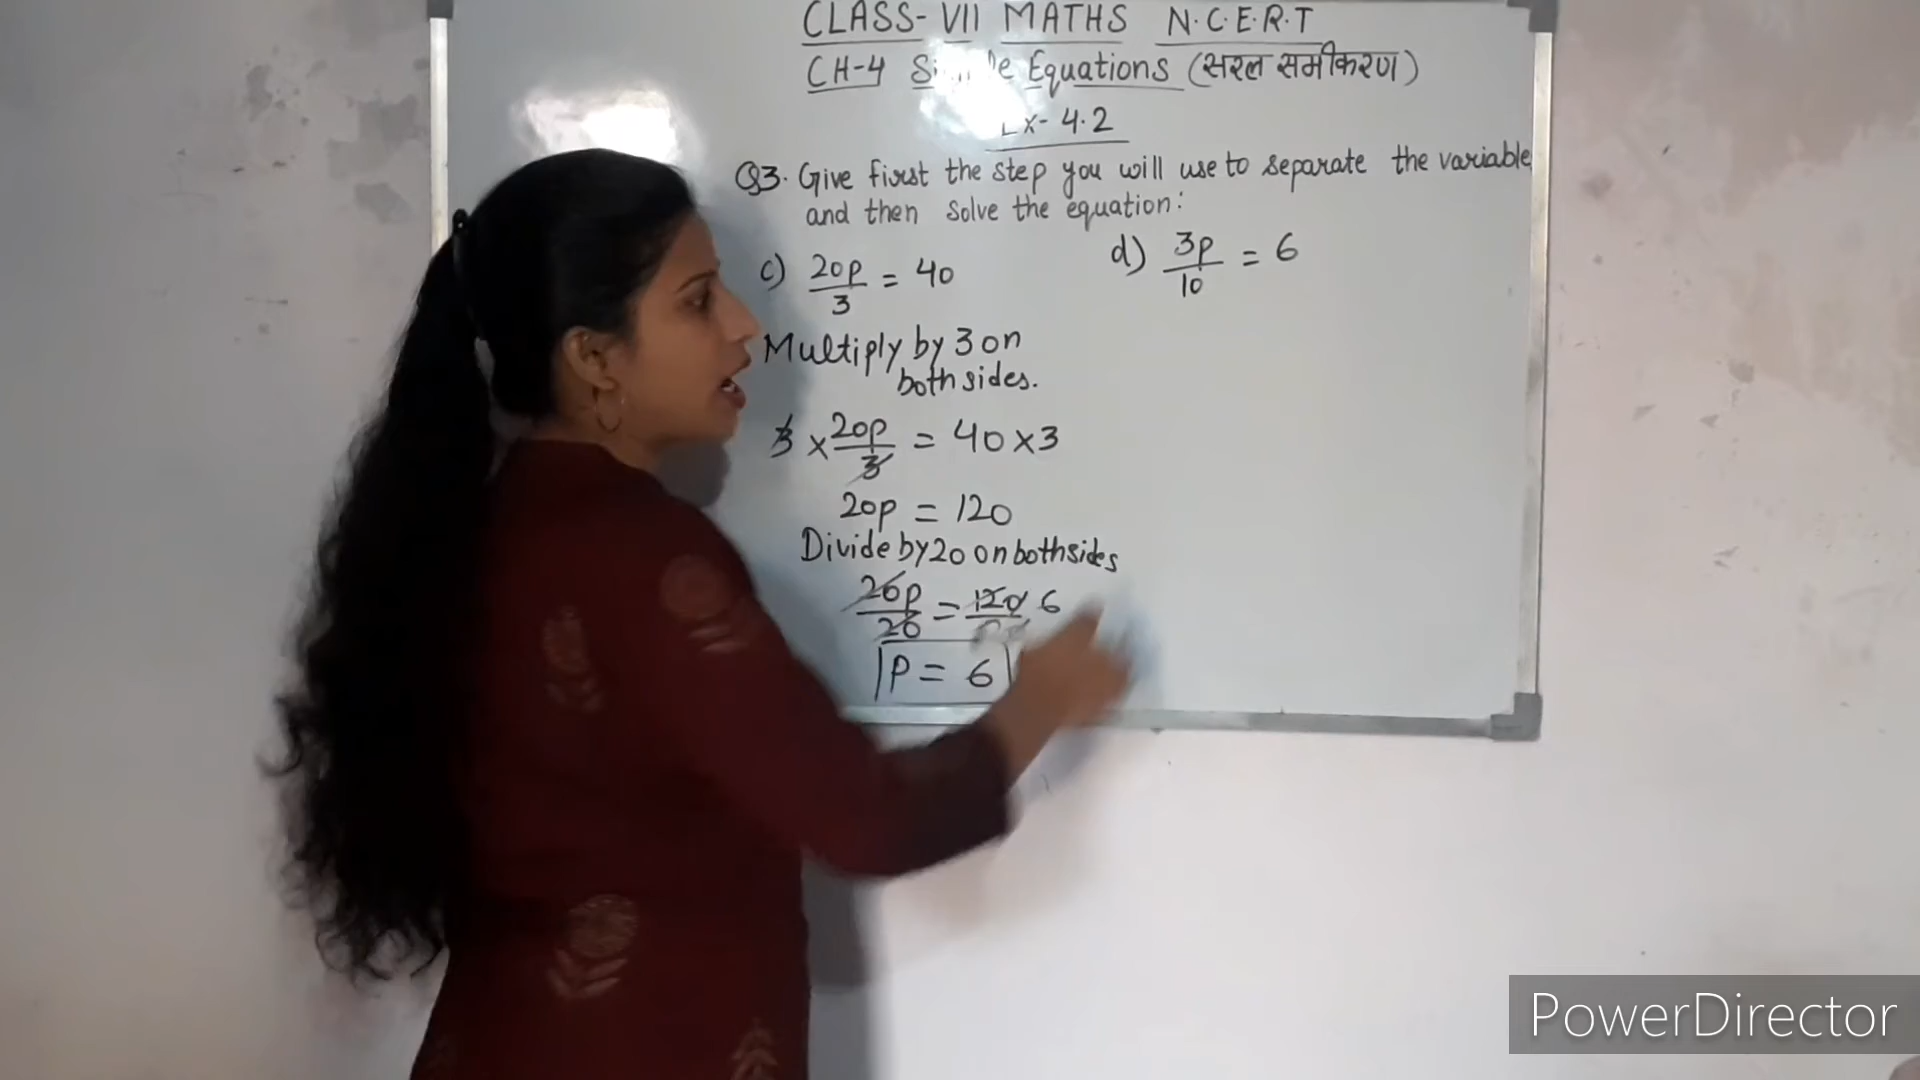 CLASS- VII MATHS N.C.E.R.T
CH-4 Equations (सरल समीकरण)
Ex- 4.2
Q3. Give first the step you will use to separate the variable
and then solve the equation:
c) 20p/3 = 40
d) 3p/10 = 6
Multiply by 3 on
both sides.
3 × 20p/3 = 40 × 3
20p = 120
Divide by 20 on both sides
20p/20 = 120 6
P = 6
PowerDirector